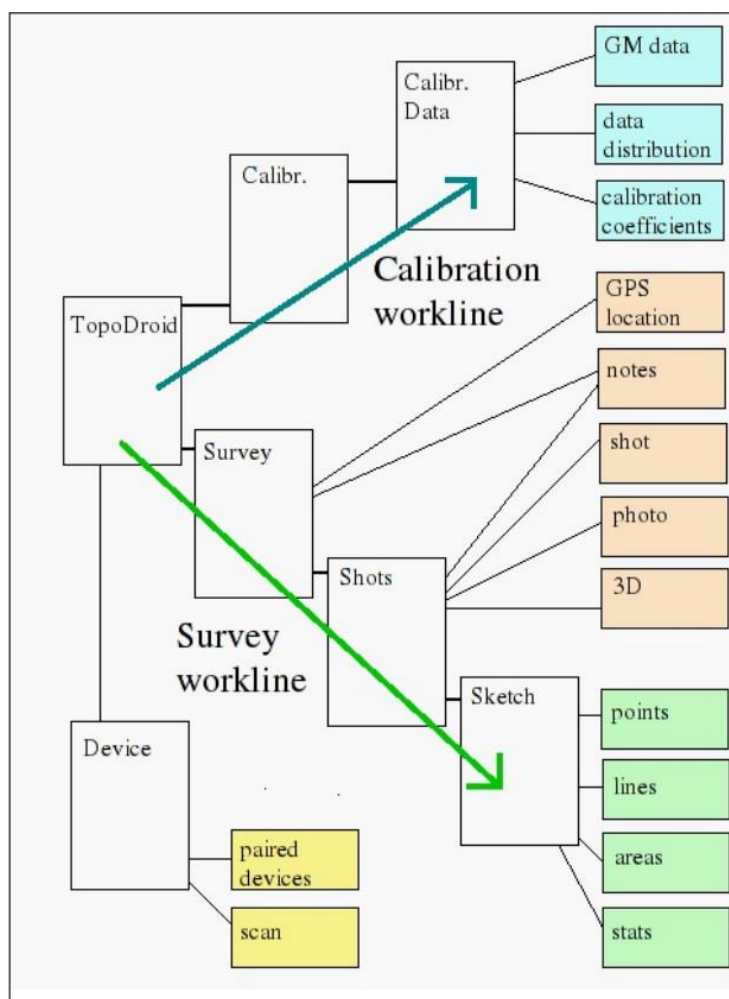 GM data
Calibr.
Data
data
distribution
Calibr.
calibration
coefficients
Calibration
workline
GPS
location
TopoDroid
notes
Survey
shot
photo
Shots
3D
Survey
workline
Sketch
points
Device
lines
paired
devices
areas
scan
stats